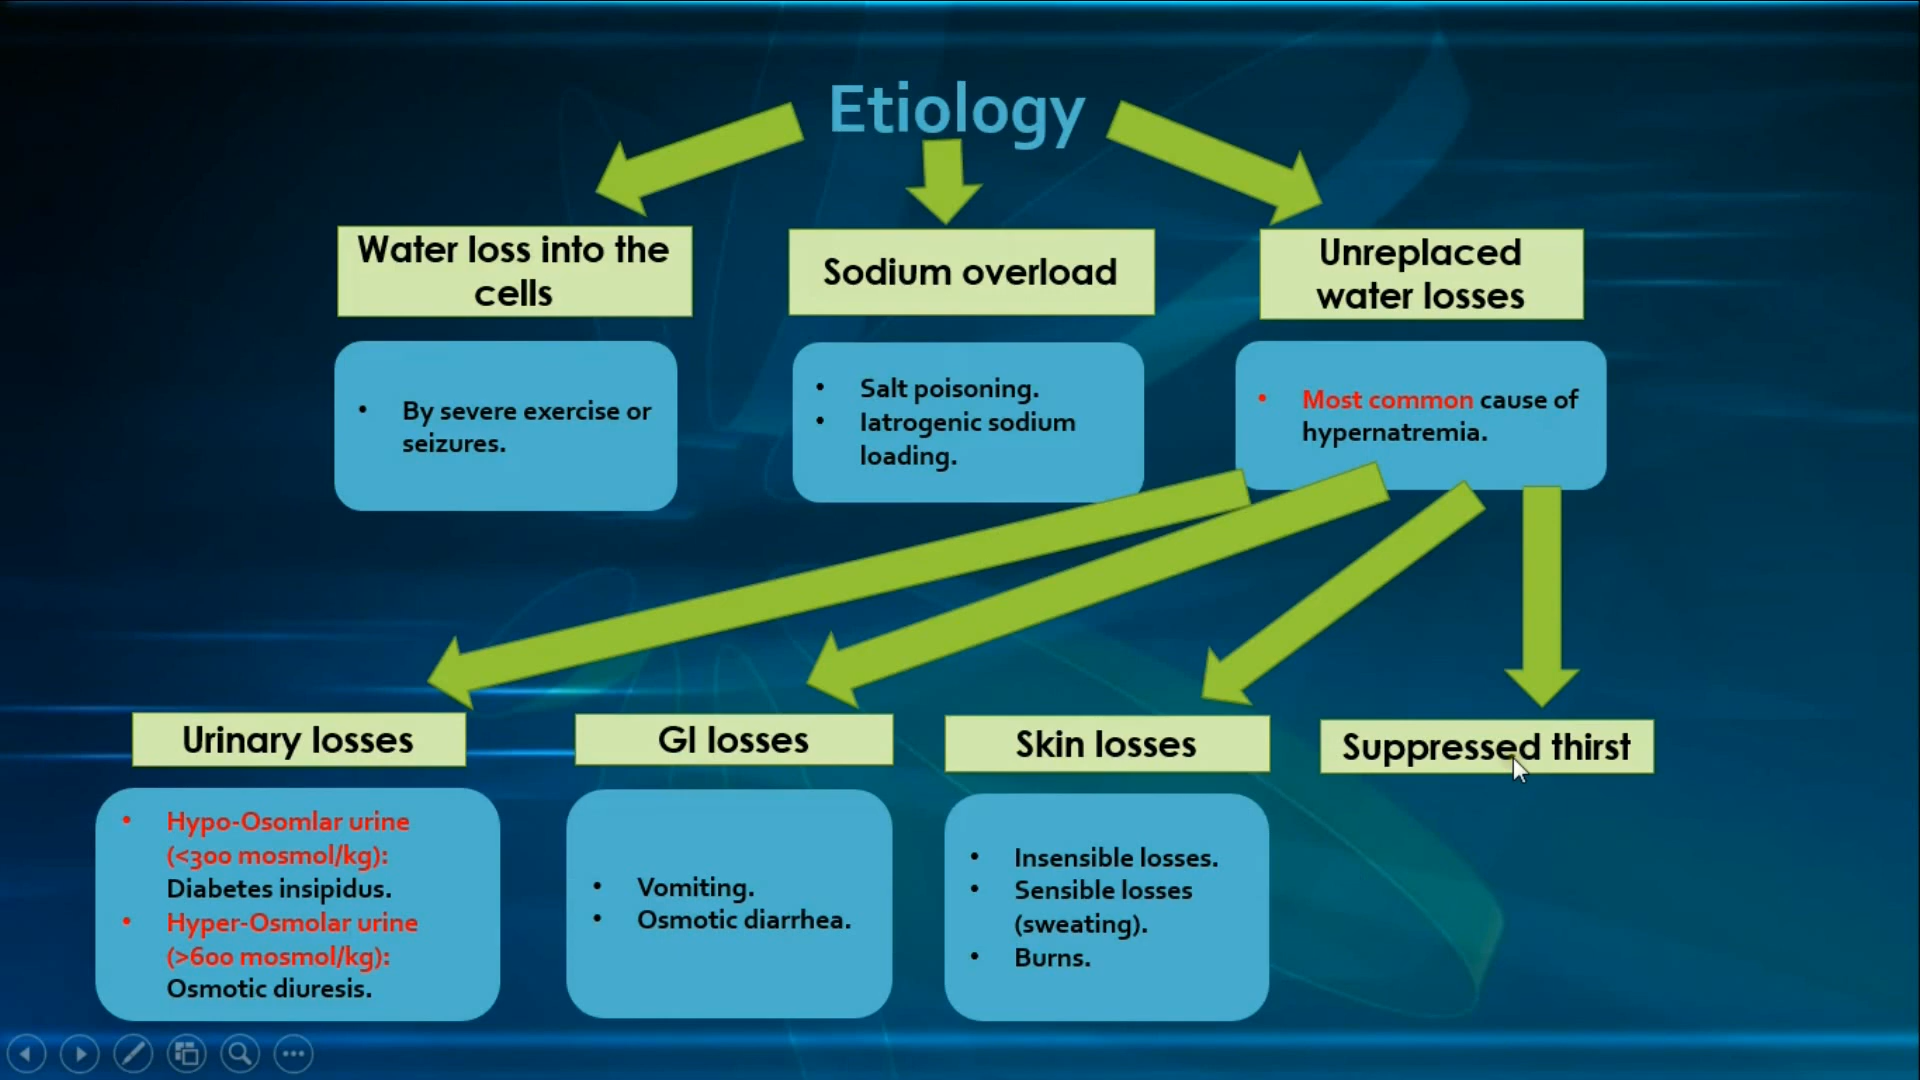 Etiology
Water loss into the
cells
• By severe exercise or
seizures.
Sodium overload
• Salt poisoning.
• Iatrogenic sodium
loading.
Unreplaced
water losses
• Most common cause of
hypernatremia.
Urinary losses
• Hypo-Osomlar urine
(<300 mosmol/kg):
Diabetes insipidus.
• Hyper-Osmolar urine
(>600 mosmol/kg):
Osmotic diuresis.
GI losses
• Vomiting.
• Osmotic diarrhea.
Skin losses
• Insensible losses.
• Sensible losses
(sweating).
• Burns.
Suppressed thirst